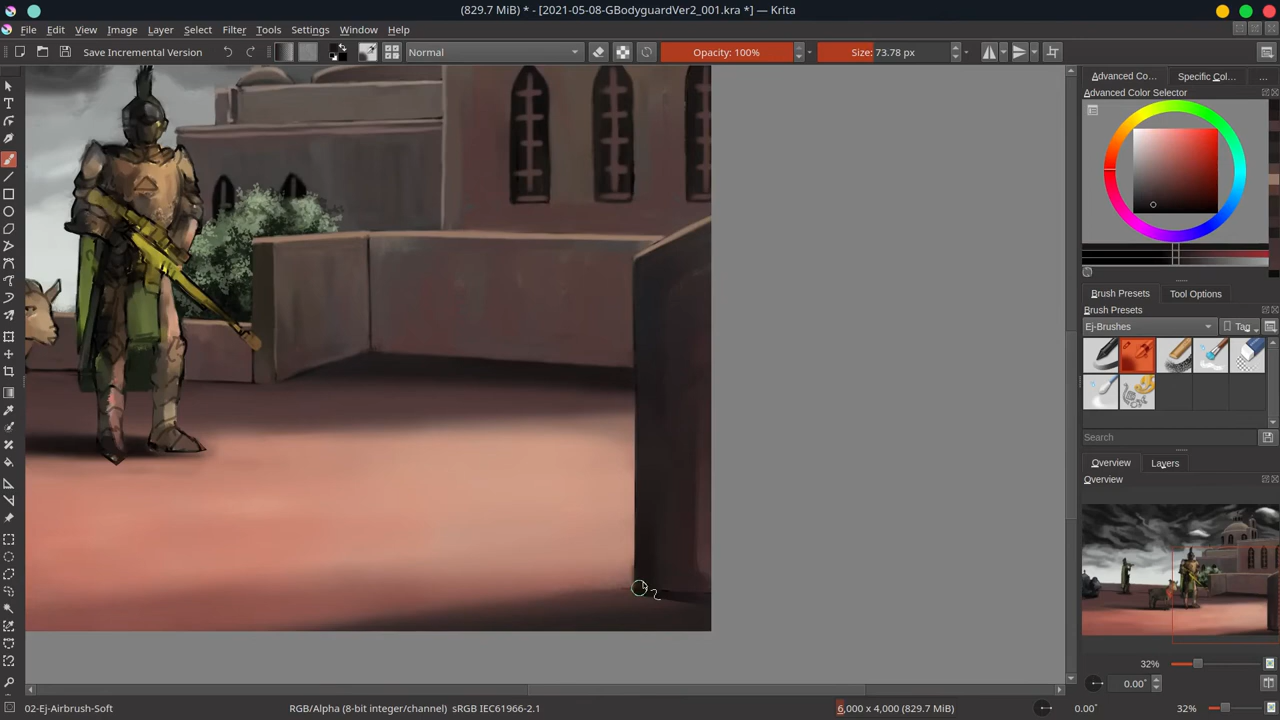 (829.7 MiB) * - [2021-05-08-GBodyguardVer2_001.kra *] — Krita
File Edit View Image Layer Select Filter Tools Settings Window Help
Save Incremental Version Normal Opacity: 100% Size: 73.78 px
Advanced Co... Specific Col... ...
Advanced Color Selector
Brush Presets Tool Options
Brush Presets
Ej-Brushes Tag
Search
Overview Layers
Overview
32%
0.00°
02-Ej-Airbrush-Soft RGB/Alpha (8-bit integer/channel) sRGB IEC61966-2.1 6,000 x 4,000 (829.7 MiB) 0.00° 32%